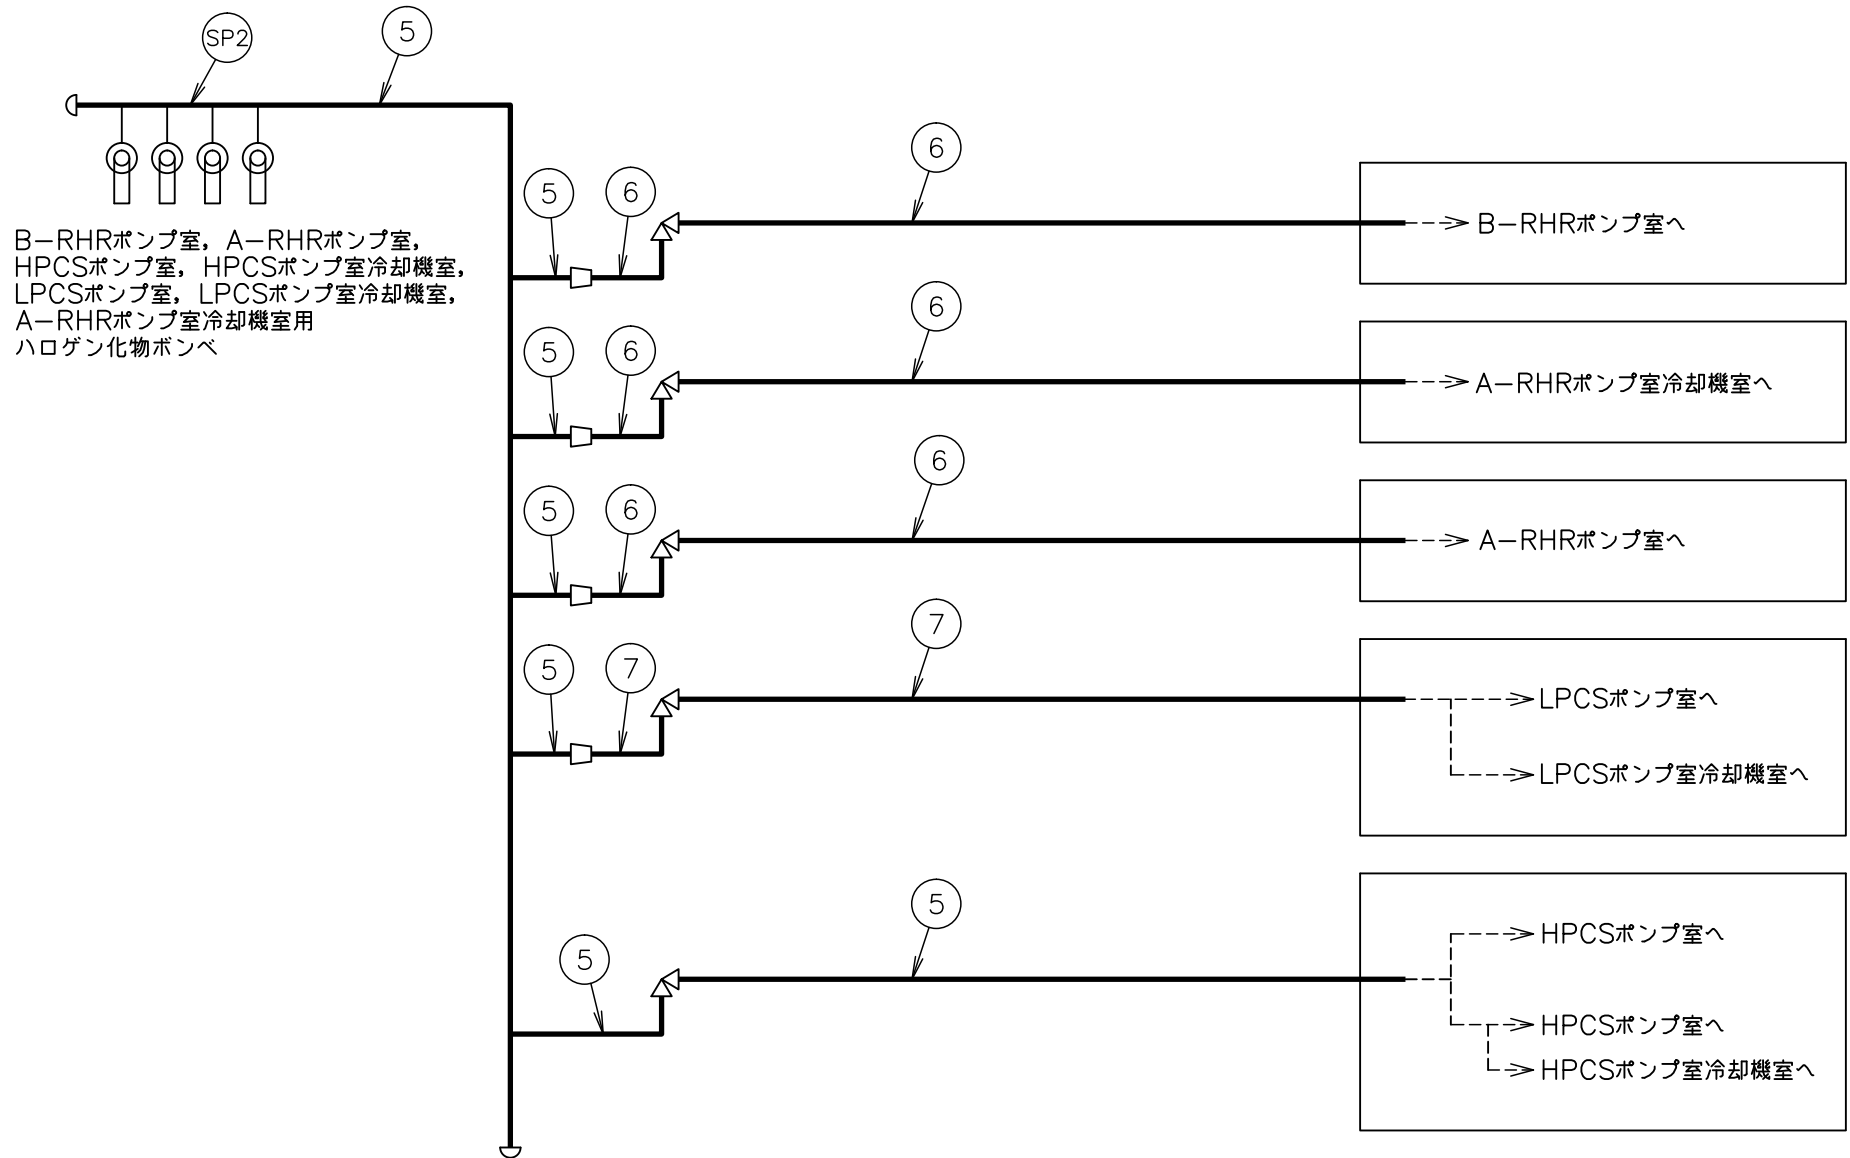 SP2
5
B-RHRポンプ室，A-RHRポンプ室，
HPCSポンプ室，HPCSポンプ室冷却機室，
LPCSポンプ室，LPCSポンプ室冷却機室，
A-RHRポンプ室冷却機室用
ハロゲン化物ボンベ
5
6
6
B-RHRポンプ室へ
5
6
6
A-RHRポンプ室冷却機室へ
5
6
6
A-RHRポンプ室へ
5
7
7
LPCSポンプ室へ
LPCSポンプ室冷却機室へ
5
5
HPCSポンプ室へ
HPCSポンプ室へ
HPCSポンプ室冷却機室へ